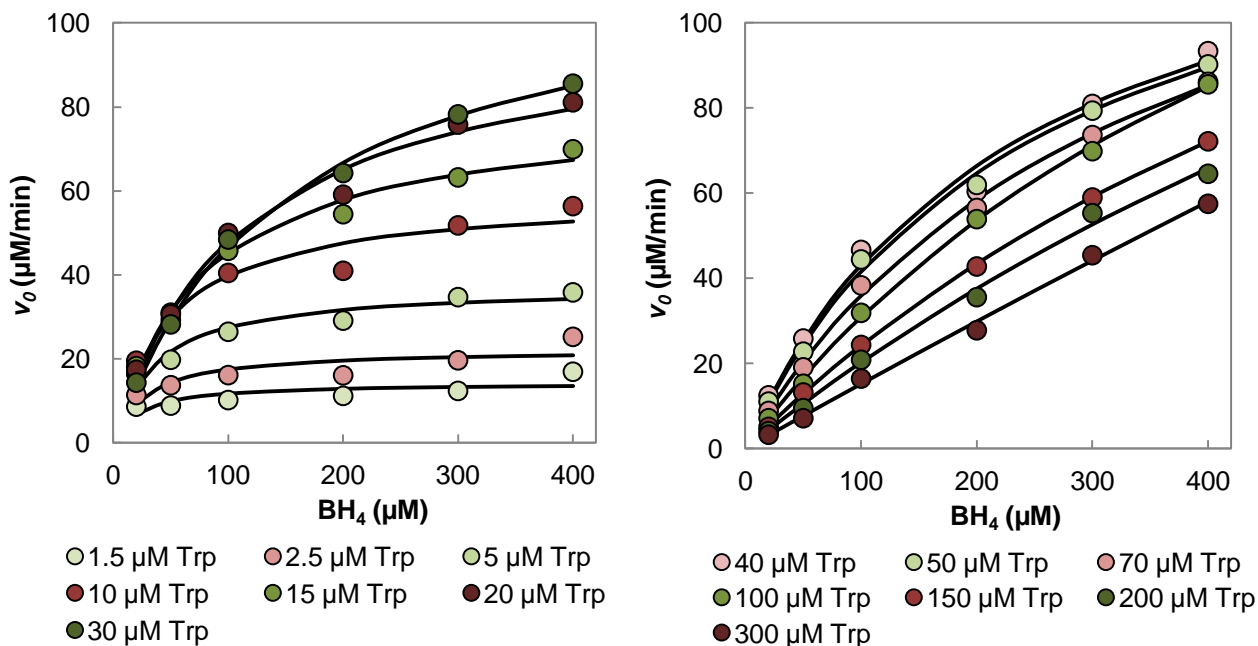 100
80
60
40
20
0
v0 (µM/min)
0 100 200 300 400
BH4 (µM)
1.5 µM Trp 2.5 µM Trp 5 µM Trp
10 µM Trp 15 µM Trp 20 µM Trp
30 µM Trp
100
80
60
40
20
0
v0 (µM/min)
0 100 200 300 400
BH4 (µM)
40 µM Trp 50 µM Trp 70 µM Trp
100 µM Trp 150 µM Trp 200 µM Trp
300 µM Trp